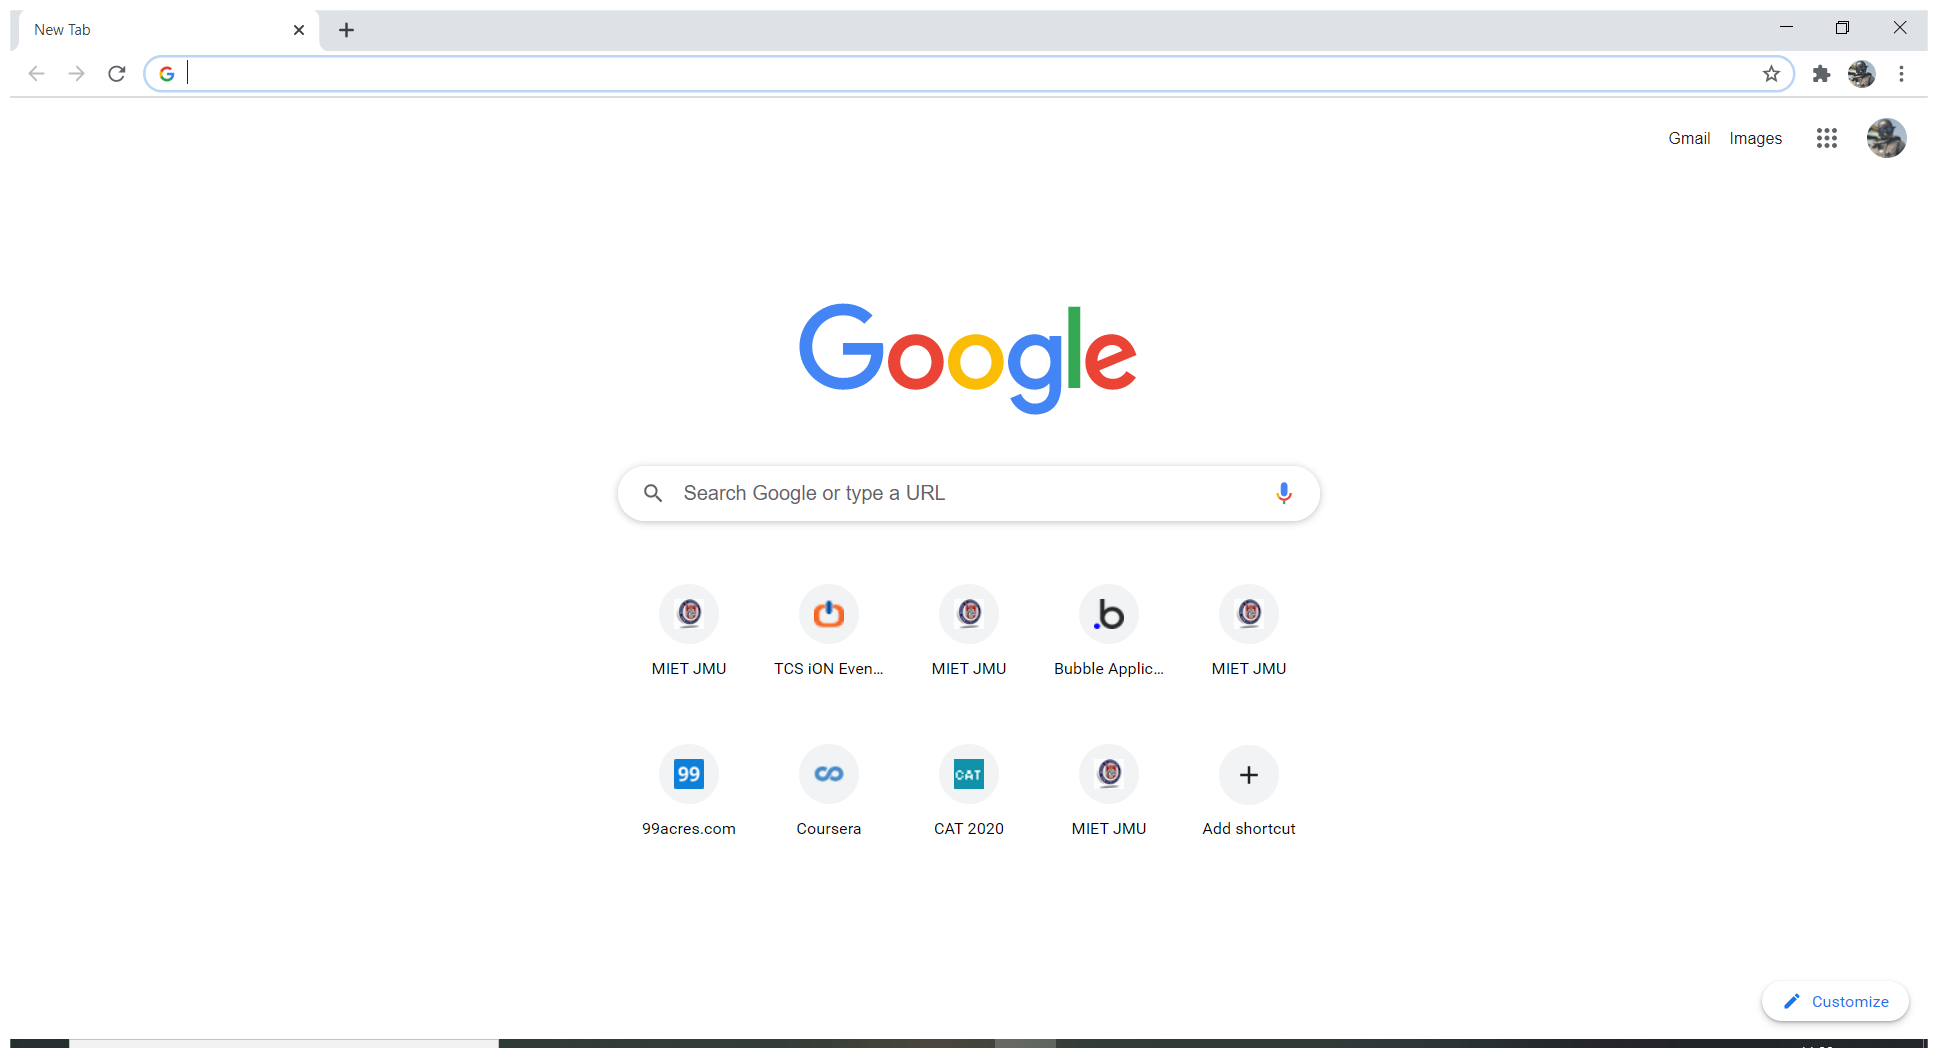 New Tab
Gmail Images
Google
Search Google or type a URL
MIET JMU
TCS iON Even...
MIET JMU
Bubble Applic...
MIET JMU
99
CAT
99acres.com
Coursera
CAT 2020
MIET JMU
Add shortcut
Customize